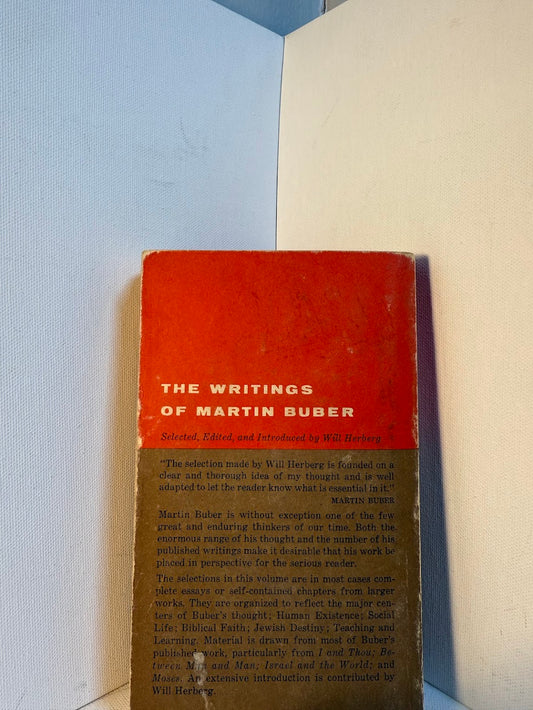 THE WRITINGS
OF MARTIN BUBER
Selected, Edited, and Introduced by Will Herberg
"The selection made by Will Herberg is founded on a
clear and thorough idea of my thought and is well
adapted to let the reader know what is essential in it."
MARTIN BUBER
Martin Buber is without exception one of the few
great and enduring thinkers of our time. Both the
enormous range of his thought and the number of his
published writings make it desirable that his work be
placed in perspective for the serious reader.
The selections in this volume are in most cases com-
plete essays or self-contained chapters from larger
works. They are organized to reflect the major cen-
ters of Buber's thought; Human Existence; Social
Life; Biblical Faith; Jewish Destiny; Teaching and
Learning. Material is drawn from most of Buber's
published work, particularly from I and Thou; Be-
tween Man and Man; Israel and the World; and
Moses. An extensive introduction is contributed by
Will Herberg.